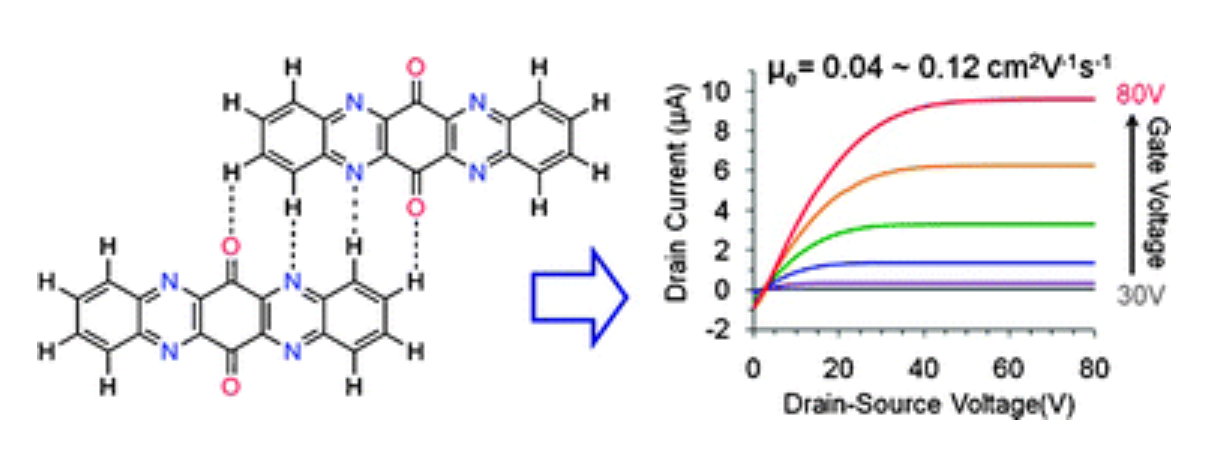 H H
H O H
N N
H N N H
H O H
H O H
H N N H
H N N H
H O H
μe= 0.04 ~ 0.12 cm²V⁻¹s⁻¹
Drain Current (μA)
10
8
6
4
2
0
-2
0 20 40 60 80
Drain-Source Voltage(V)
80V
Gate Voltage
30V